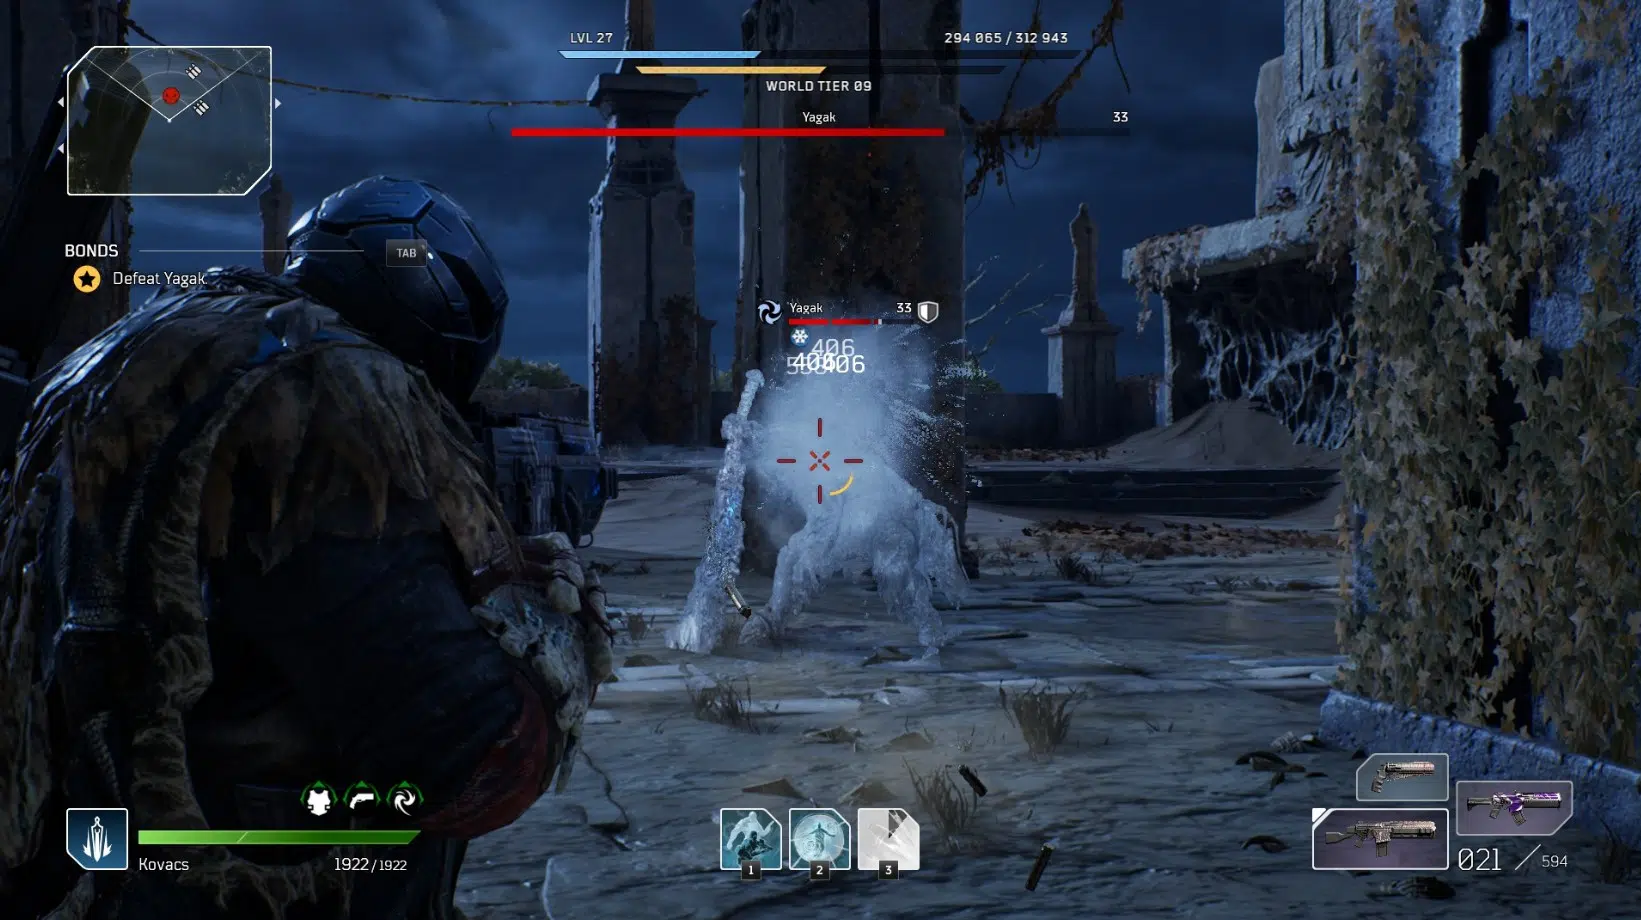 LVL 27
294 065 / 312 943
WORLD TIER 09
Yagak
33
BONDS
TAB
Defeat Yagak.
Yagak
33
406
406
Kovacs
1922/1922
1
2
3
021
594